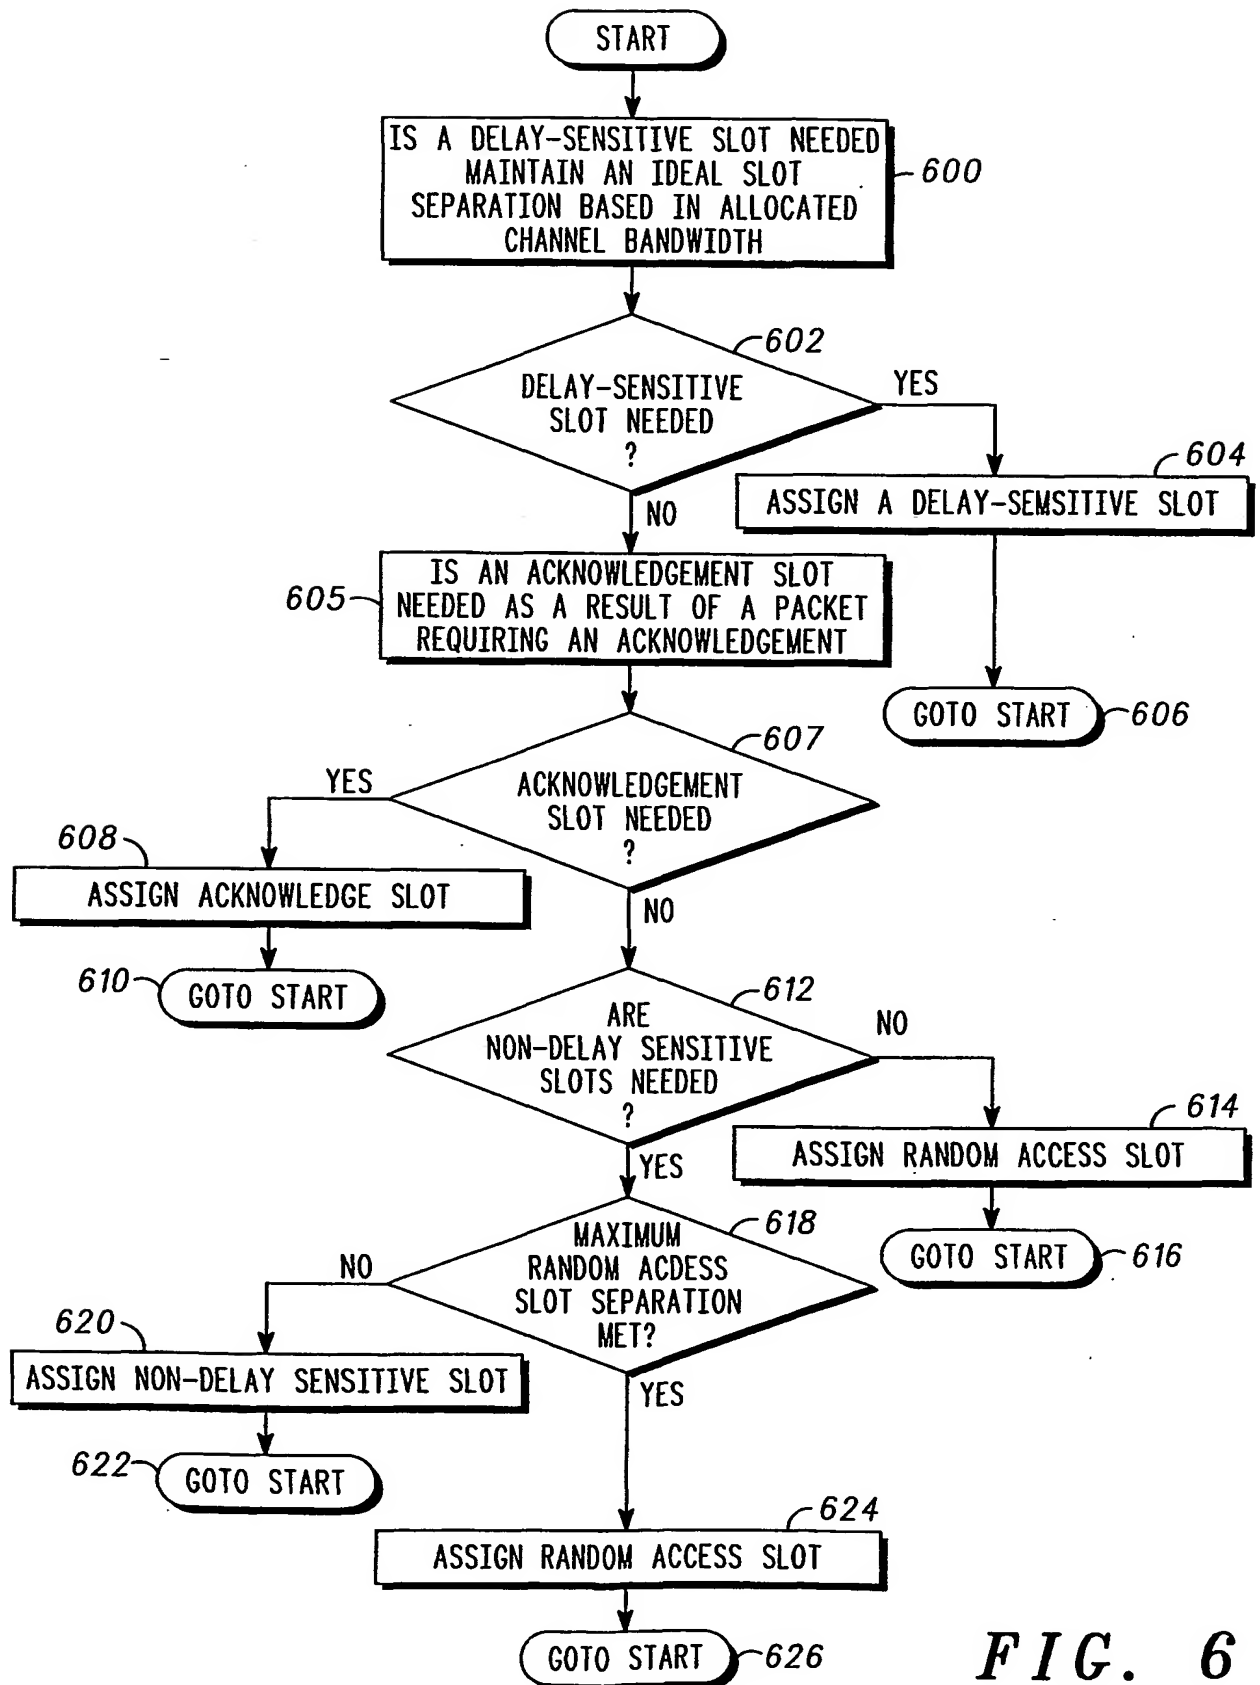 START
IS A DELAY-SENSITIVE SLOT NEEDED
MAINTAIN AN IDEAL SLOT
SEPARATION BASED IN ALLOCATED
CHANNEL BANDWIDTH
600
602
DELAY-SENSITIVE
SLOT NEEDED
?
YES
NO
604
ASSIGN A DELAY-SEMSITIVE SLOT
605
IS AN ACKNOWLEDGEMENT SLOT
NEEDED AS A RESULT OF A PACKET
REQUIRING AN ACKNOWLEDGEMENT
GOTO START
606
607
ACKNOWLEDGEMENT
SLOT NEEDED
?
YES
NO
608
ASSIGN ACKNOWLEDGE SLOT
610
GOTO START
612
ARE
NON-DELAY SENSITIVE
SLOTS NEEDED
?
NO
YES
614
ASSIGN RANDOM ACCESS SLOT
GOTO START
616
618
MAXIMUM
RANDOM ACDESS
SLOT SEPARATION
MET?
NO
YES
620
ASSIGN NON-DELAY SENSITIVE SLOT
622
GOTO START
624
ASSIGN RANDOM ACCESS SLOT
GOTO START
626
FIG. 6